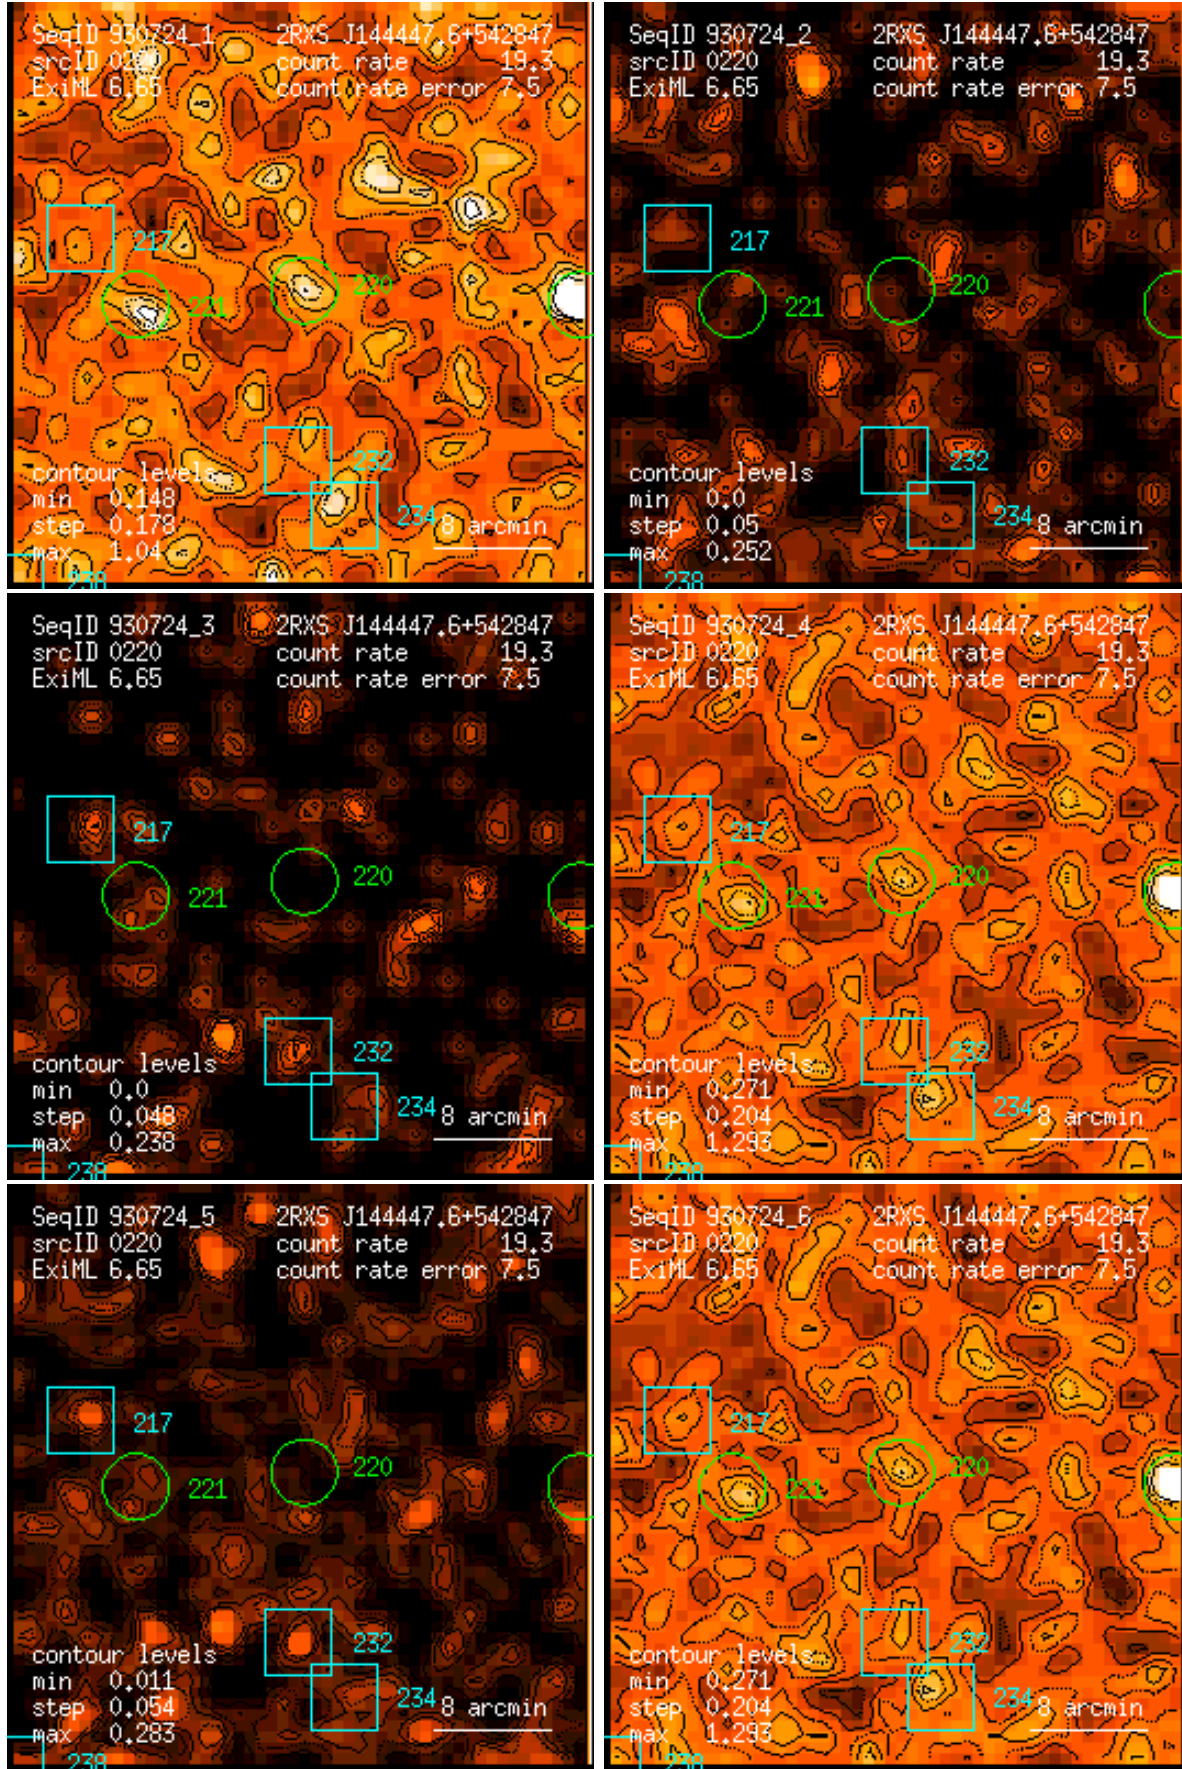 SeqID 930724_1 2RXS J144447.6+542847
srcID 0220 count rate 19.3
ExiML 6.65 count rate error 7.5
217
220
221
232
contour levels
min 0.148
234
step 0.178 8 arcmin
max 1.04
238
SeqID 930724_2 2RXS J144447.6+542847
srcID 0220 count rate 19.3
ExiML 6.65 count rate error 7.5
217
220
221
232
contour levels
min 0.0
234
step 0.05 8 arcmin
max 0.252
238
SeqID 930724_3 2RXS J144447.6+542847
srcID 0220 count rate 19.3
ExiML 6.65 count rate error 7.5
217
220
221
232
contour levels
min 0.0
234
step 0.048 8 arcmin
max 0.238
238
SeqID 930724_4 2RXS J144447.6+542847
srcID 0220 count rate 19.3
ExiML 6.65 count rate error 7.5
217
220
221
232
contour levels
min 0.271
234
step 0.204 8 arcmin
max 1.293
238
SeqID 930724_5 2RXS J144447.6+542847
srcID 0220 count rate 19.3
ExiML 6.65 count rate error 7.5
217
220
221
232
contour levels
min 0.011
234
step 0.054 8 arcmin
max 0.283
238
SeqID 930724_6 2RXS J144447.6+542847
srcID 0220 count rate 19.3
ExiML 6.65 count rate error 7.5
217
220
221
232
contour levels
min 0.271
234
step 0.204 8 arcmin
max 1.293
238